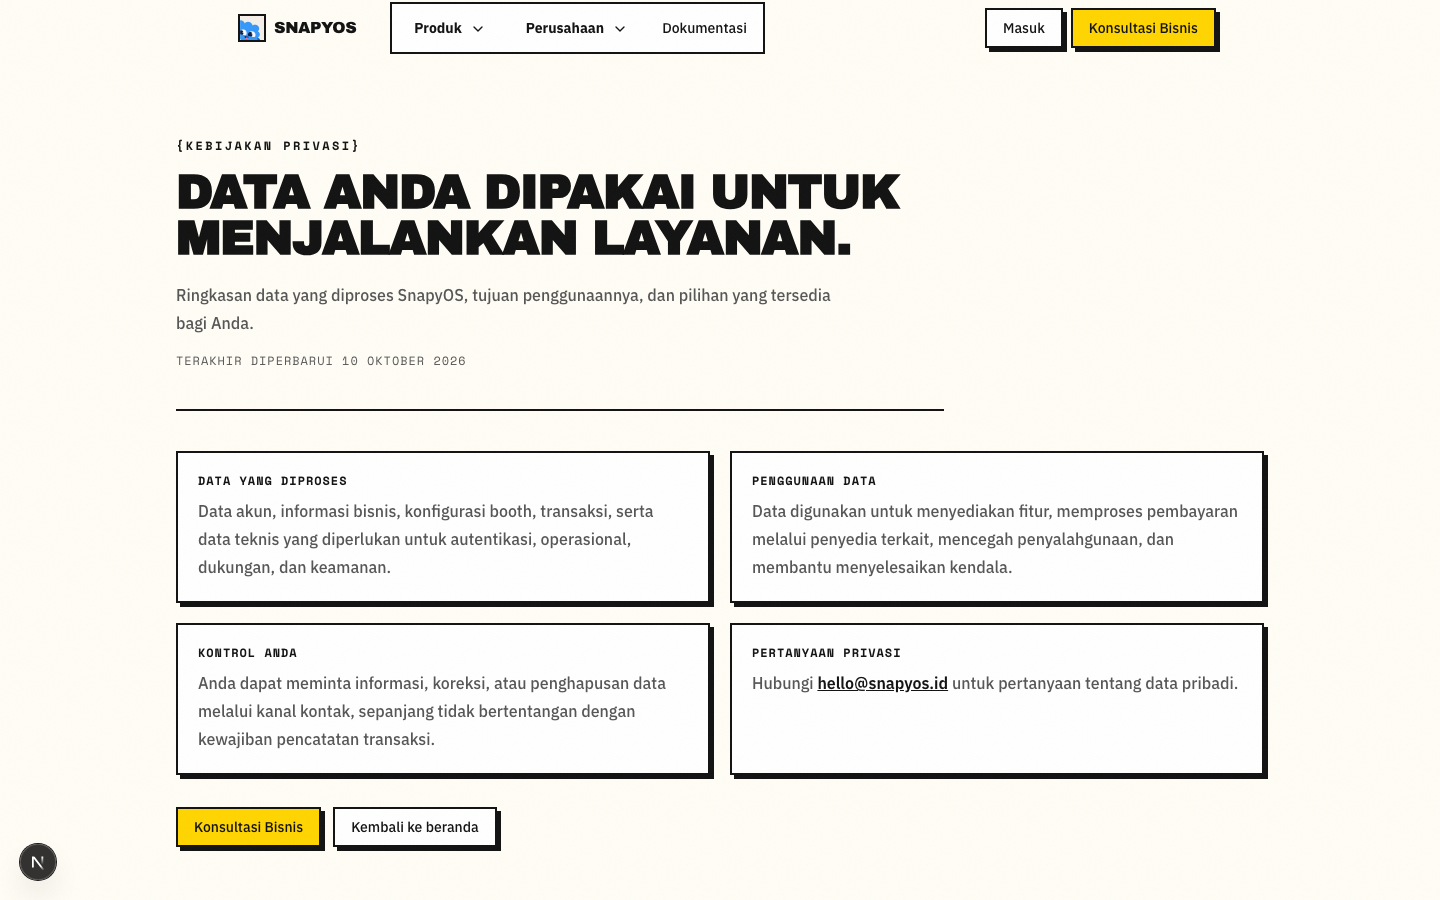 SNAPYOS
Produk
Perusahaan
Dokumentasi
Masuk
Konsultasi Bisnis
{KEBIJAKAN PRIVASI}
DATA ANDA DIPAKAI UNTUK
MENJALANKAN LAYANAN.
Ringkasan data yang diproses SnapyOS, tujuan penggunaannya, dan pilihan yang tersedia
bagi Anda.
TERAKHIR DIPERBARUI 10 OKTOBER 2026
DATA YANG DIPROSES
Data akun, informasi bisnis, konfigurasi booth, transaksi, serta
data teknis yang diperlukan untuk autentikasi, operasional,
dukungan, dan keamanan.
PENGGUNAAN DATA
Data digunakan untuk menyediakan fitur, memproses pembayaran
melalui penyedia terkait, mencegah penyalahgunaan, dan
membantu menyelesaikan kendala.
KONTROL ANDA
Anda dapat meminta informasi, koreksi, atau penghapusan data
melalui kanal kontak, sepanjang tidak bertentangan dengan
kewajiban pencatatan transaksi.
PERTANYAAN PRIVASI
Hubungi hello@snapyos.id untuk pertanyaan tentang data pribadi.
Konsultasi Bisnis
Kembali ke beranda
N